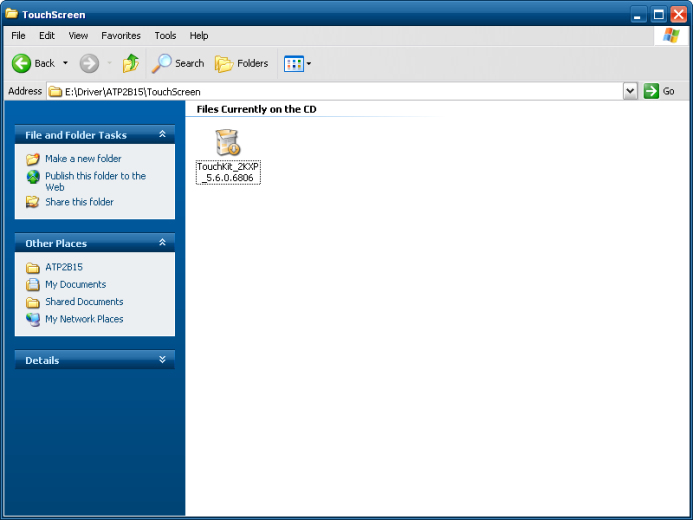 TouchScreen
File Edit View Favorites Tools Help
Back Search Folders
Address E:\Driver\ATP2B15\TouchScreen Go
Files Currently on the CD
File and Folder Tasks
Make a new folder
Publish this folder to the
Web
Share this folder
Other Places
ATP2B15
My Documents
Shared Documents
My Network Places
Details
TouchKit_2KXP
_5.6.0.6806